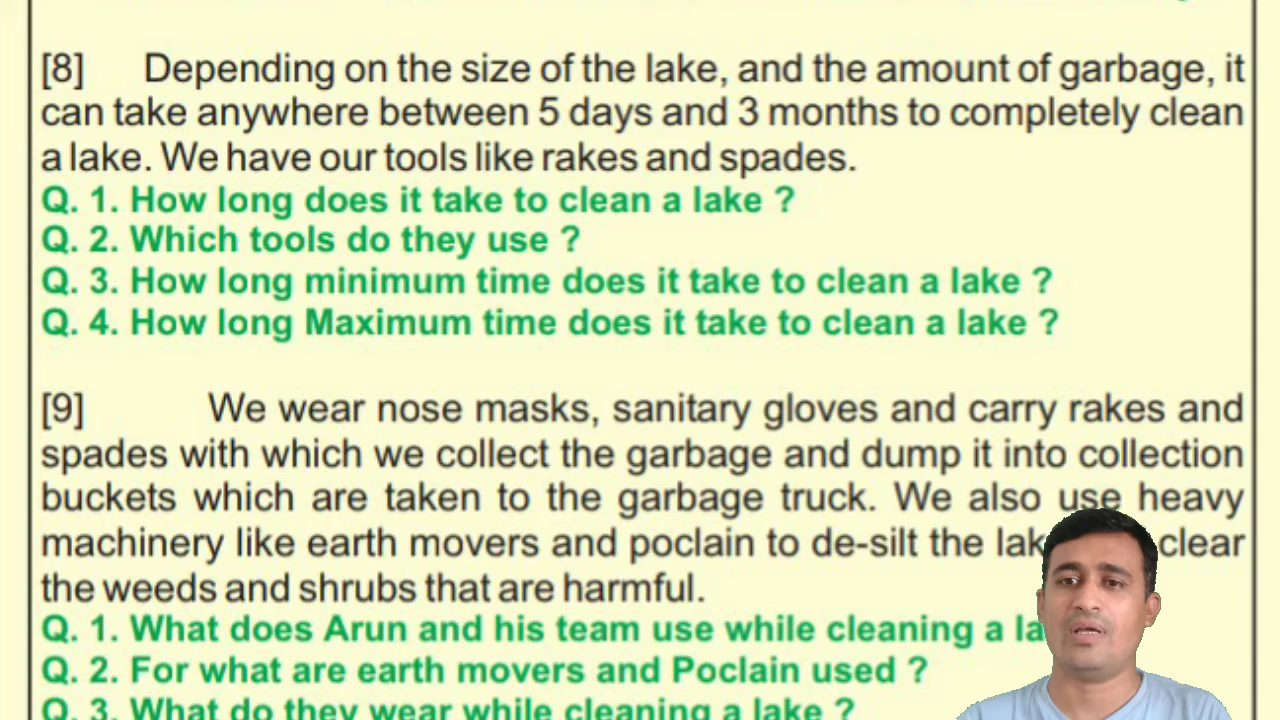 [8] Depending on the size of the lake, and the amount of garbage, it
can take anywhere between 5 days and 3 months to completely clean
a lake. We have our tools like rakes and spades.
Q. 1. How long does it take to clean a lake ?
Q. 2. Which tools do they use ?
Q. 3. How long minimum time does it take to clean a lake ?
Q. 4. How long Maximum time does it take to clean a lake ?
[9] We wear nose masks, sanitary gloves and carry rakes and
spades with which we collect the garbage and dump it into collection
buckets which are taken to the garbage truck. We also use heavy
machinery like earth movers and poclain to de-silt the clear
the weeds and shrubs that are harmful.
Q. 1. What does Arun and his team use while cleaning a
Q. 2. For what are earth movers and Poclain used ?
Q. 3. What do they wear while cleaning a lake ?